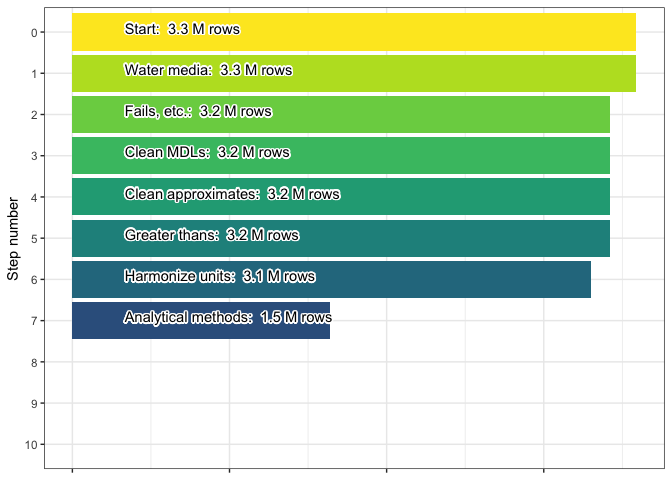 0
Start:  3.3 M rows
1
Water media:  3.3 M rows
2
Fails, etc.:  3.2 M rows
3
Clean MDLs:  3.2 M rows
4
Clean approximates:  3.2 M rows
5
Greater thans:  3.2 M rows
6
Harmonize units:  3.1 M rows
7
Analytical methods:  1.5 M rows
8
9
10
Step number